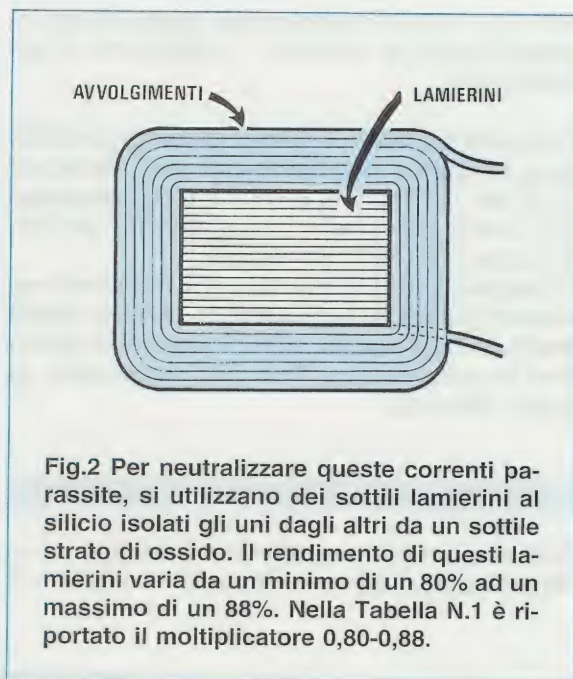 AVVOLGIMENTI
LAMIERINI
Fig.2 Per neutralizzare queste correnti pa-
rassite, si utilizzano dei sottili lamierini al
silicio isolati gli uni dagli altri da un sottile
strato di ossido. Il rendimento di questi la-
mierini varia da un minimo di un 80% ad un
massimo di un 88%. Nella Tabella N.1 è ri-
portato il moltiplicatore 0,80-0,88.